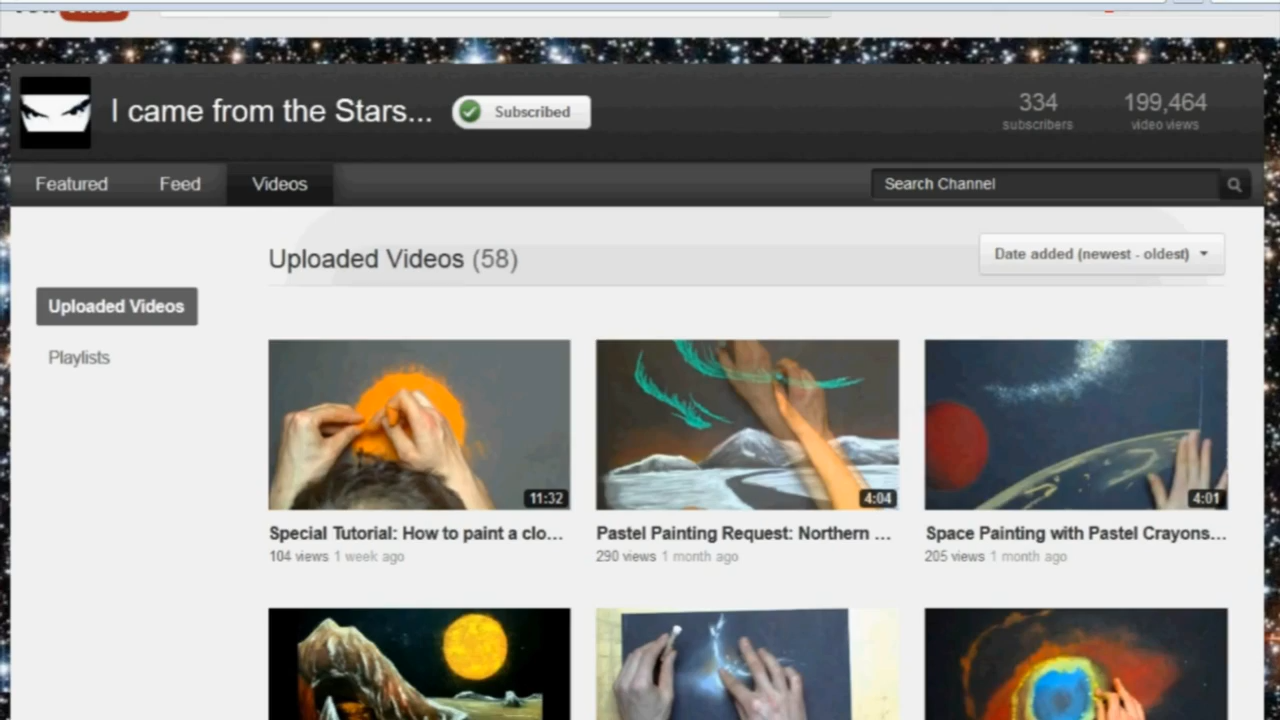 I came from the Stars...
Subscribed
334
subscribers
199,464
video views
Featured
Feed
Videos
Search Channel
Uploaded Videos (58)
Date added (newest - oldest)
Uploaded Videos
Playlists
11:32
4:04
4:01
Special Tutorial: How to paint a clo...
104 views 1 week ago
Pastel Painting Request: Northern ...
290 views 1 month ago
Space Painting with Pastel Crayons...
205 views 1 month ago